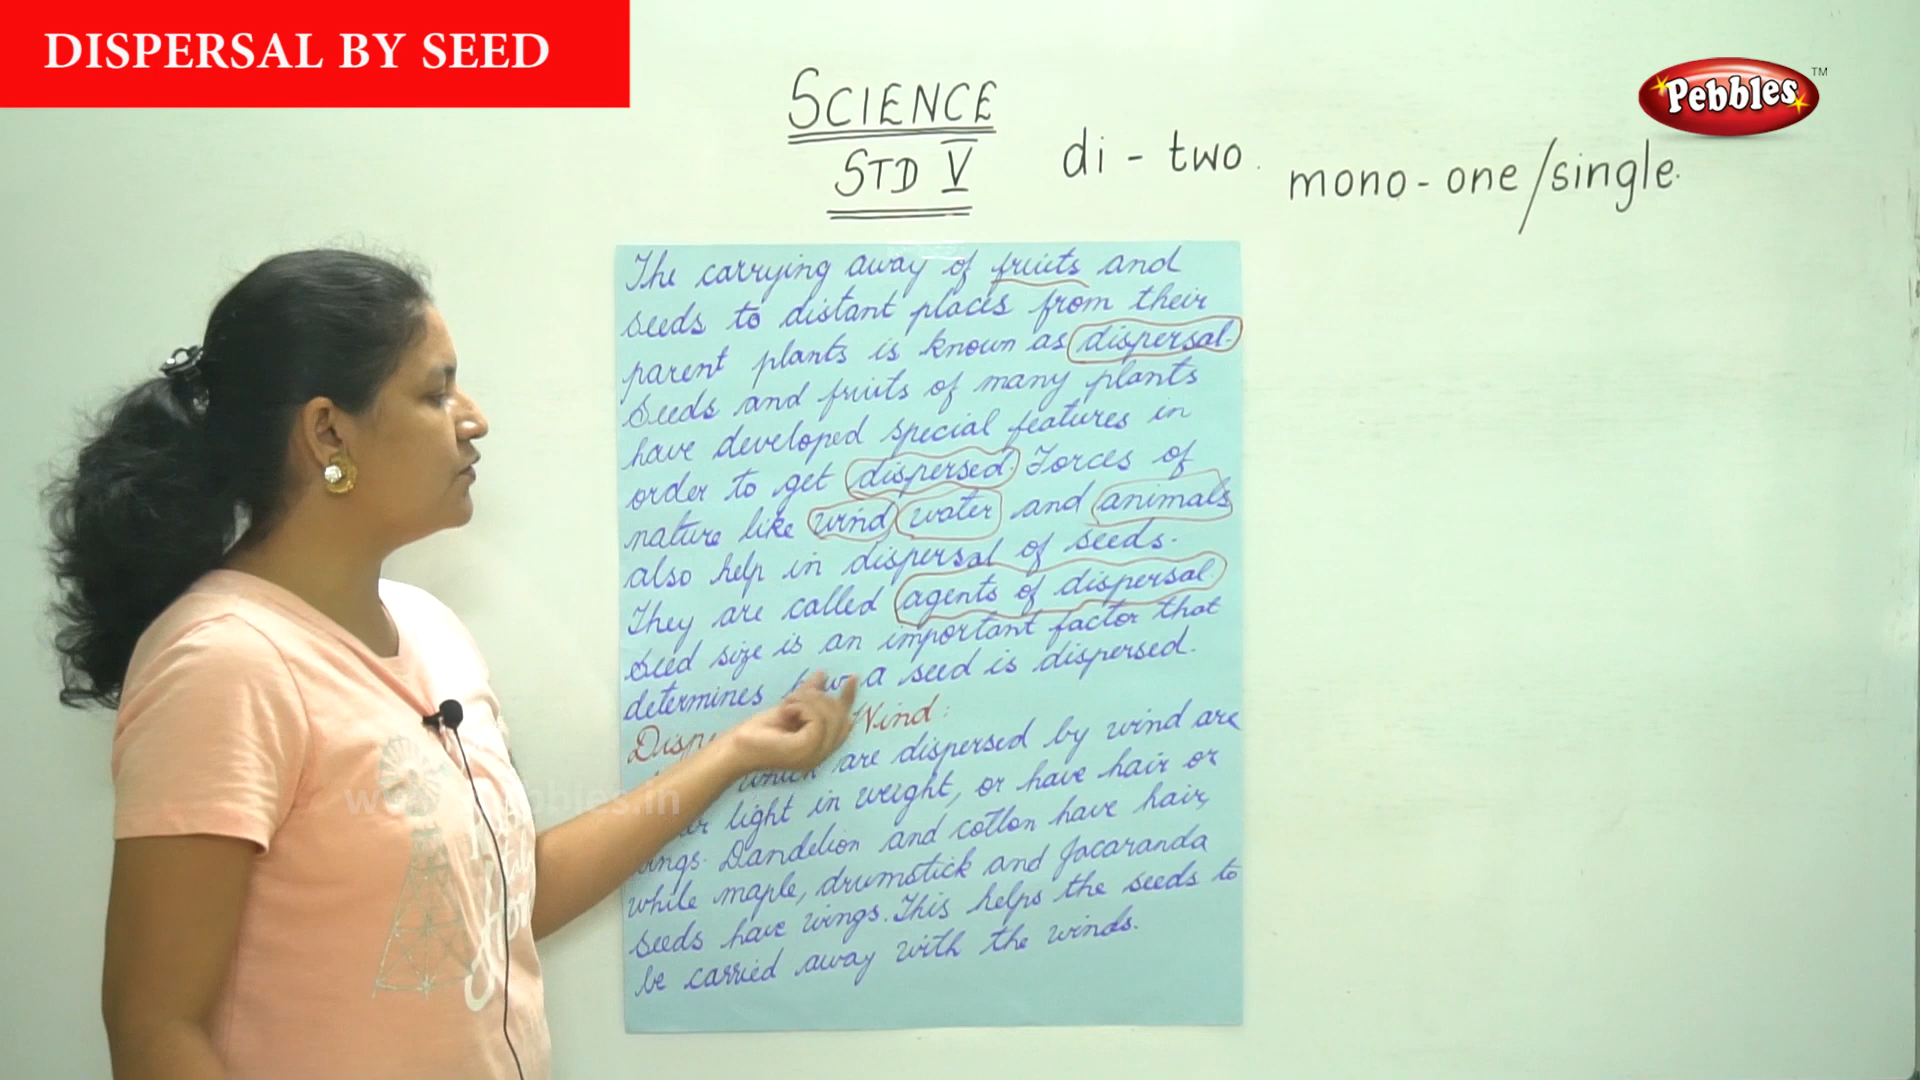 DISPERSAL BY SEED
Pebbles TM
SCIENCE
STD V
di - two.
mono - one/single.
The carrying away of fruits and
seeds to distant places from their
parent plants is known as dispersal.
Seeds and fruits of many plants
have developed special features in
order to get dispersed. Forces of
nature like wind water and animals
also help in dispersal of seeds.
They are called agents of dispersal.
Seed size is an important factor that
determines how a seed is dispersed.
Wind:
which are dispersed by wind are
light in weight, or have hair or
Dandelion and cotton have hair,
while maple, drumstick and Jacaranda
seeds have wings. This helps the seeds to
be carried away with the winds.